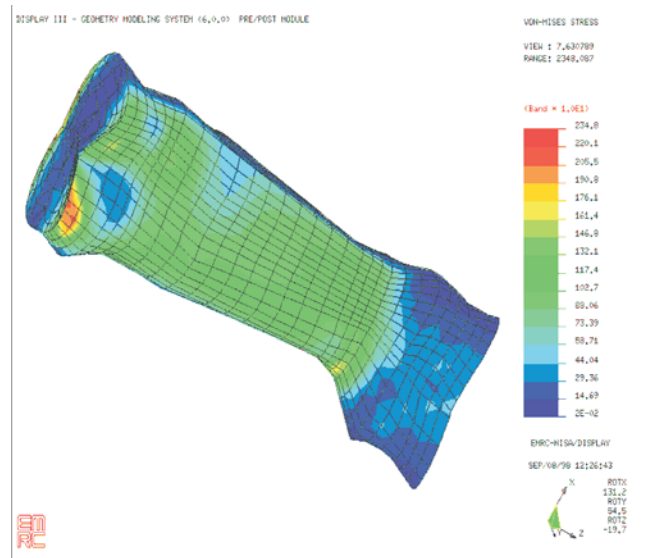 DISPLAY III - GEOMETRY MODELING SYSTEM (6.0.0) PRE/POST MODULE
VON-MISES STRESS
VIEW : 7.630789
RANGE: 2348.087
(Band * 1.0E1)
234.8
220.1
205.5
190.8
176.1
161.4
146.8
132.1
117.4
102.7
88.06
73.39
58.71
44.04
29.36
14.69
2E-02
EMRC-NISA/DISPLAY
SEP/08/98 12:26:43
X
Z
ROTX
131.2
ROTY
54.5
ROTZ
-19.7
EM
RC